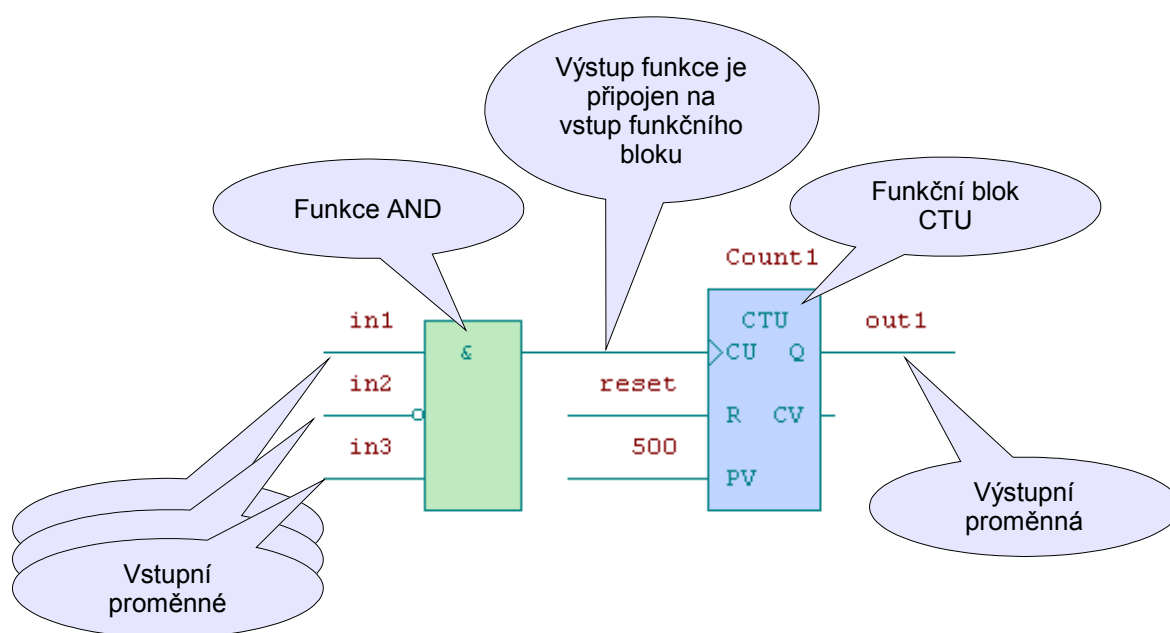 Výstup funkce je
připojen na
vstup funkčního
bloku
Funkce AND
Funkční blok
CTU
Count1
in1
&
CTU
out1
CU Q
in2
reset
R CV
in3
500
PV
Výstupní
proměnná
Vstupní
proměnné